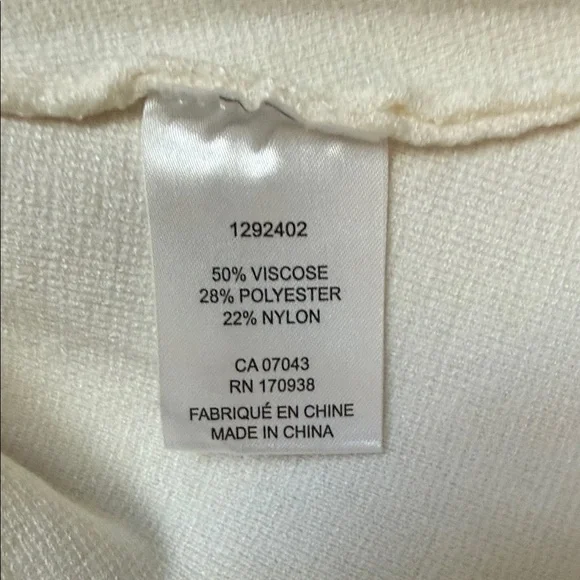 1292402
50% VISCOSE
28% POLYESTER
22% NYLON
CA 07043
RN 170938
FABRIQUÉ EN CHINE
MADE IN CHINA